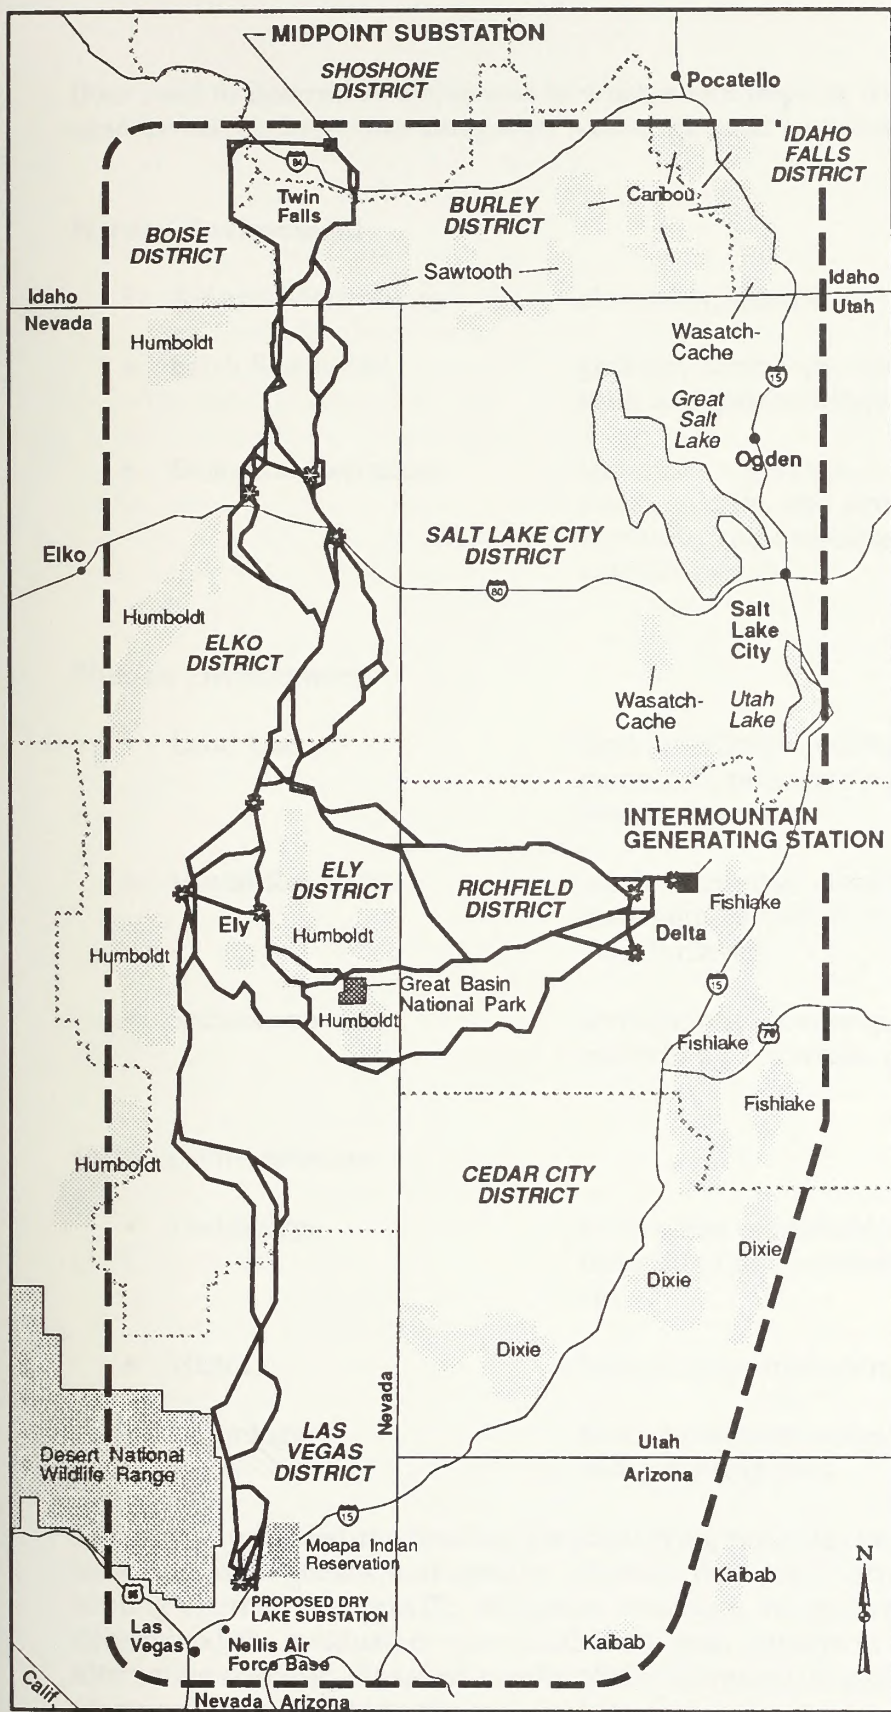 MIDPOINT SUBSTATION
SHOSHONE
DISTRICT
Pocatello
IDAHO
FALLS
DISTRICT
84
Twin
Falls
Caribou
BURLEY
DISTRICT
BOISE
DISTRICT
Sawtooth
Idaho
Nevada
Idaho
Utah
Humboldt
Wasatch-
Cache
15
Great
Salt
Lake
Ogden
Elko
SALT LAKE CITY
DISTRICT
80
Salt
Lake
City
Humboldt
ELKO
DISTRICT
Wasatch-
Cache
Utah
Lake
INTERMOUNTAIN
GENERATING STATION
ELY
DISTRICT
RICHFIELD
DISTRICT
Fishlake
Ely
Humboldt
Delta
Humboldt
Great Basin
National Park
15
Humboldt
Fishlake
70
Fishlake
Humboldt
CEDAR CITY
DISTRICT
Dixie
Dixie
Dixie
Nevada
LAS
VEGAS
DISTRICT
Utah
Arizona
Desert National
Wildlife Range
15
Moapa Indian
Reservation
N
Kaibab
PROPOSED DRY
LAKE SUBSTATION
95
Las
Vegas
Nellis Air
Force Base
Kaibab
Calif
Nevada
Arizona